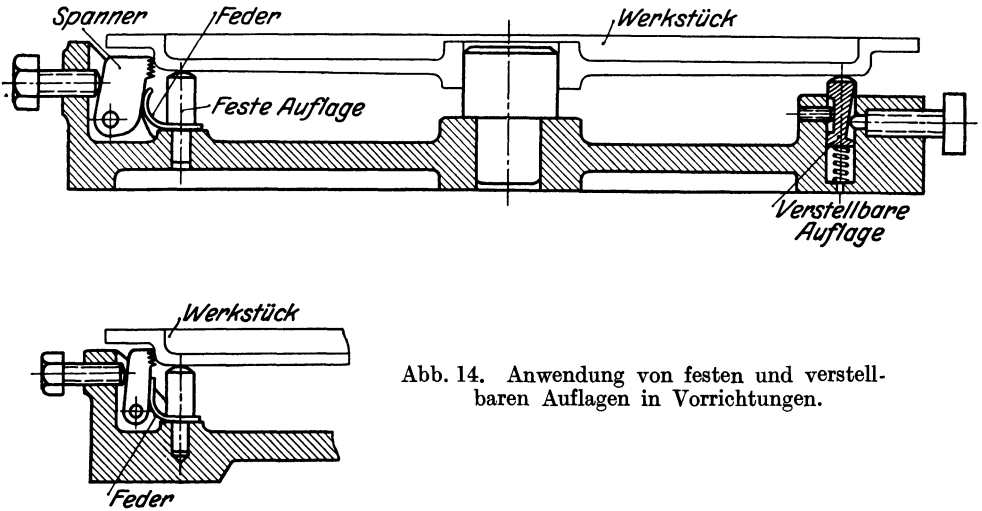 Spanner
Feder
Werkstück
Feste Auflage
Verstellbare
Auflage
Werkstück
Feder
Abb. 14. Anwendung von festen und verstell-
baren Auflagen in Vorrichtungen.